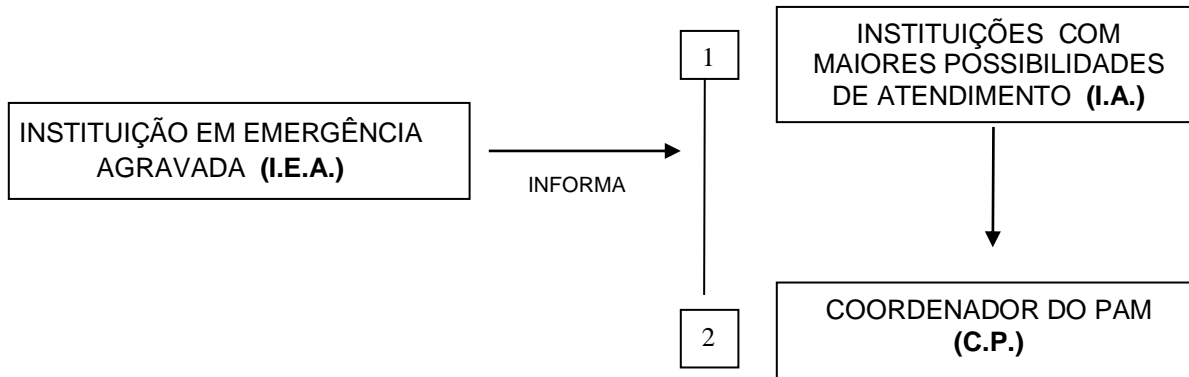 INSTITUIÇÃO EM EMERGÊNCIA
AGRAVADA (I.E.A.)
INFORMA
1
INSTITUIÇÕES COM
MAIORES POSSIBILIDADES
DE ATENDIMENTO (I.A.)
2
COORDENADOR DO PAM
(C.P.)